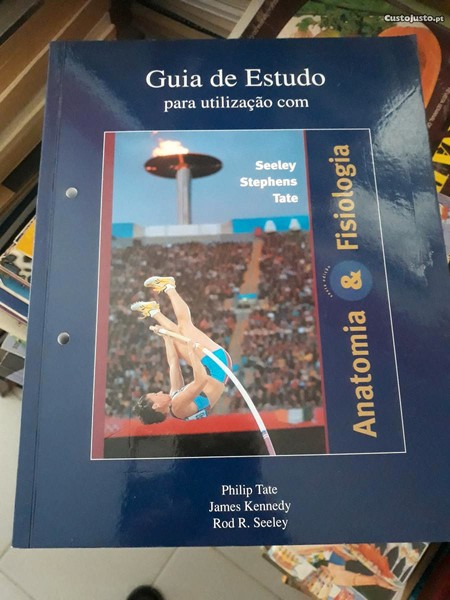 CustoJusto.pt
Guia de Estudo
para utilização com
Seeley
Stephens
Tate
Anatomia & Fisiologia
Philip Tate
James Kennedy
Rod R. Seeley